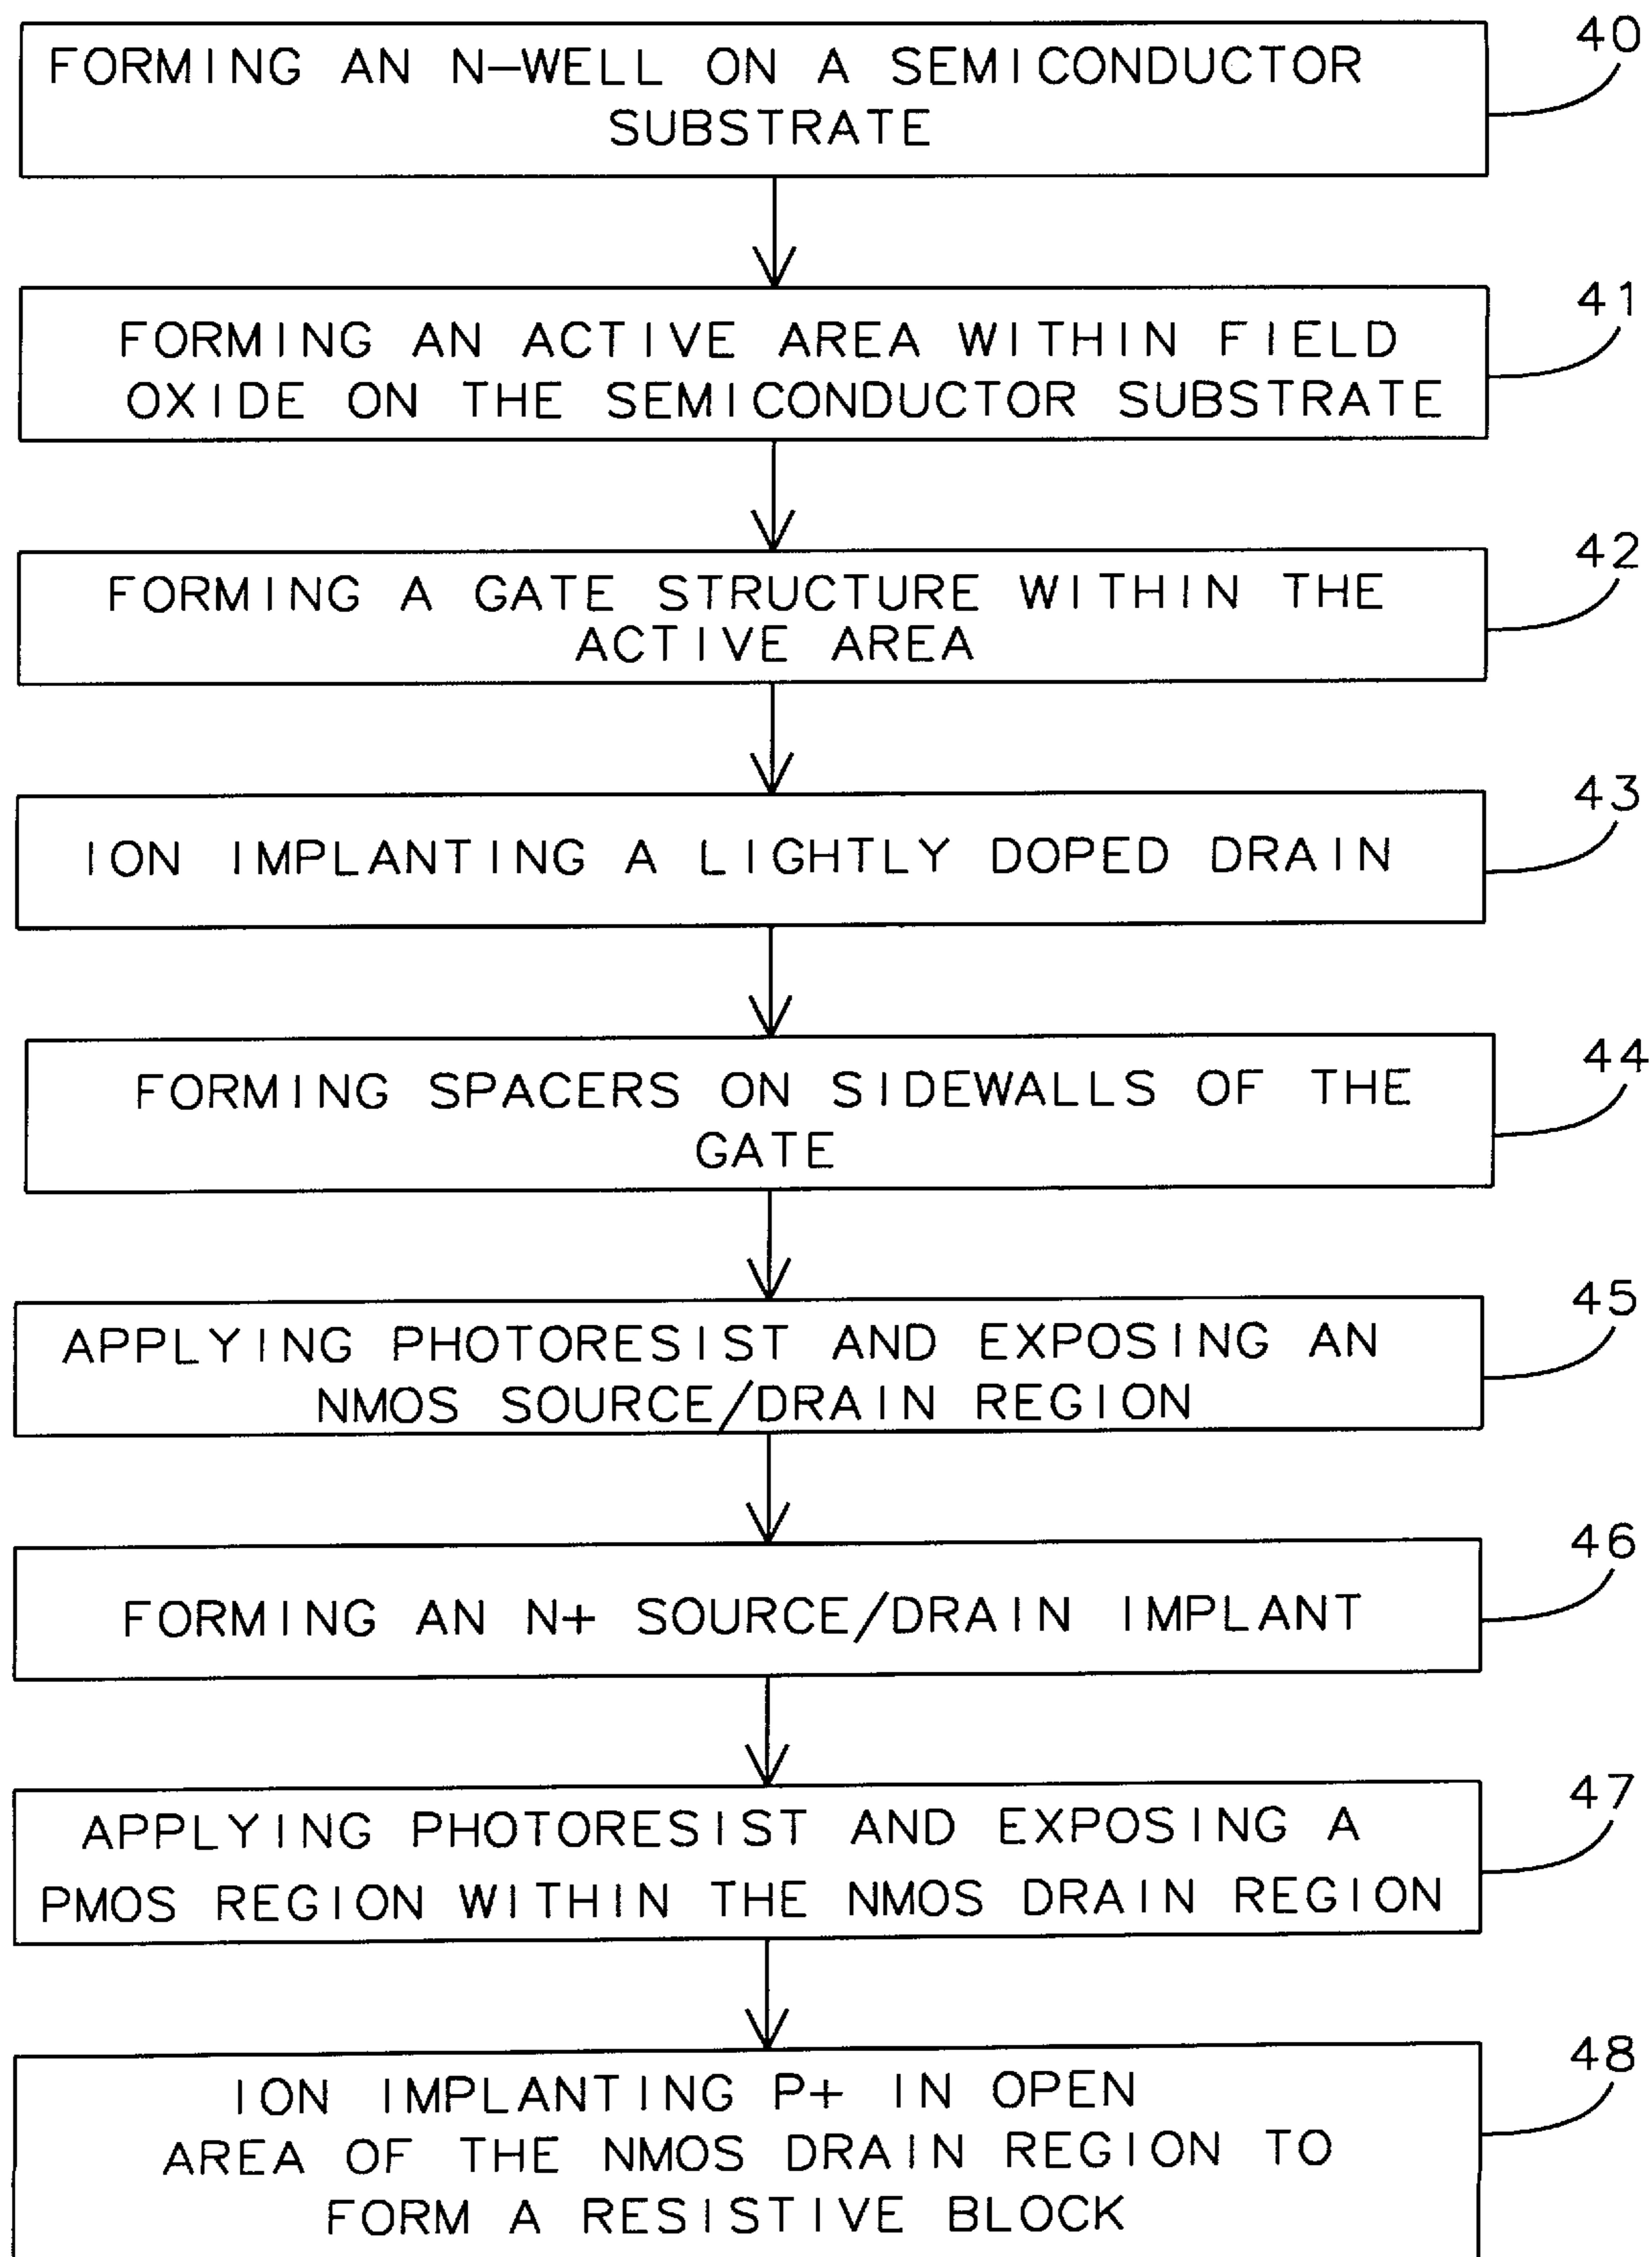 40
FORMING AN N-WELL ON A SEMICONDUCTOR
SUBSTRATE
41
FORMING AN ACTIVE AREA WITHIN FIELD
OXIDE ON THE SEMICONDUCTOR SUBSTRATE
42
FORMING A GATE STRUCTURE WITHIN THE
ACTIVE AREA
43
ION IMPLANTING A LIGHTLY DOPED DRAIN
44
FORMING SPACERS ON SIDEWALLS OF THE
GATE
45
APPLYING PHOTORESIST AND EXPOSING AN
NMOS SOURCE/DRAIN REGION
46
FORMING AN N+ SOURCE/DRAIN IMPLANT
47
APPLYING PHOTORESIST AND EXPOSING A
PMOS REGION WITHIN THE NMOS DRAIN REGION
48
ION IMPLANTING P+ IN OPEN
AREA OF THE NMOS DRAIN REGION TO
FORM A RESISTIVE BLOCK